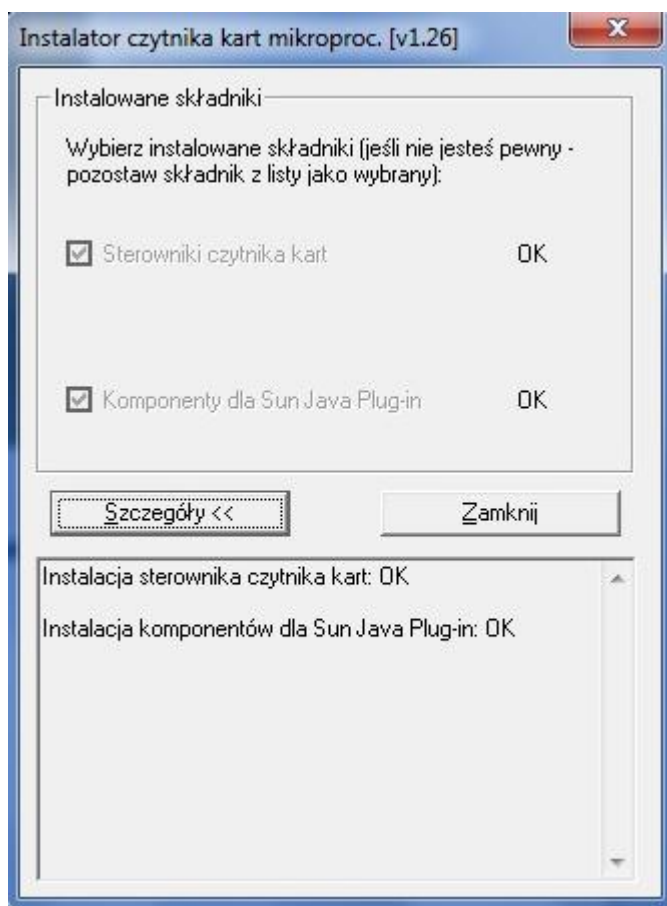 Instalator czytnika kart mikroproc. [v1.26]
Instalowane składniki
Wybierz instalowane składniki (jeśli nie jesteś pewny -
pozostaw składnik z listy jako wybrany):
Sterowniki czytnika kart OK
Komponenty dla Sun Java Plug-in OK
Szczegóły << Zamknij
Instalacja sterownika czytnika kart: OK
Instalacja komponentów dla Sun Java Plug-in: OK